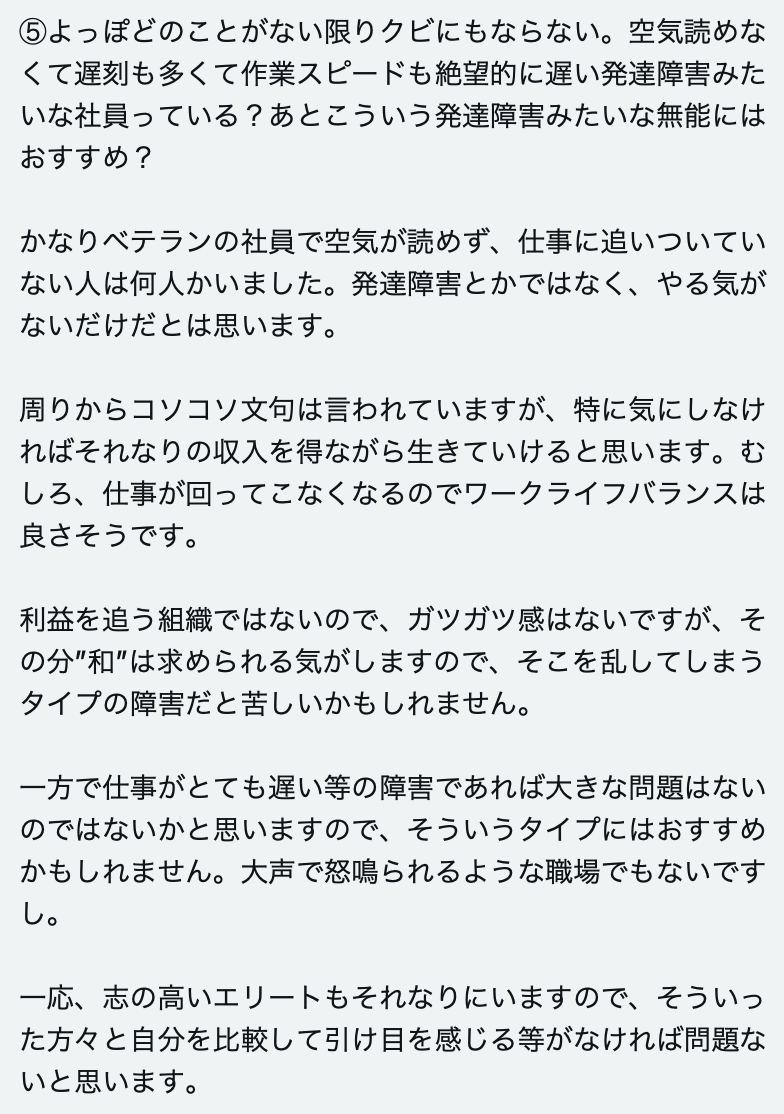 ⑤よっぽどのことがない限りクビにもならない。空気読めな
くて遅刻も多くて作業スピードも絶望的に遅い発達障害みた
いな社員っている？あとこういう発達障害みたいな無能には
おすすめ？
かなりベテランの社員で空気が読めず、仕事に追いついてい
ない人は何人かいました。発達障害とかではなく、やる気が
ないだけだとは思います。
周りからコソコソ文句は言われていますが、特に気にしなけ
ればそれなりの収入を得ながら生きていけると思います。む
しろ、仕事が回ってこなくなるのでワークライフバランスは
良さそうです。
利益を追う組織ではないので、ガツガツ感はないですが、そ
の分”和”は求められる気がしますので、そこを乱してしまう
タイプの障害だと苦しいかもしれません。
一方で仕事がとても遅い等の障害であれば大きな問題はない
のではないかと思いますので、そういうタイプにはおすすめ
かもしれません。大声で怒鳴られるような職場でもないです
し。
一応、志の高いエリートもそれなりにいますので、そういっ
た方々と自分を比較して引け目を感じる等がなければ問題な
いと思います。